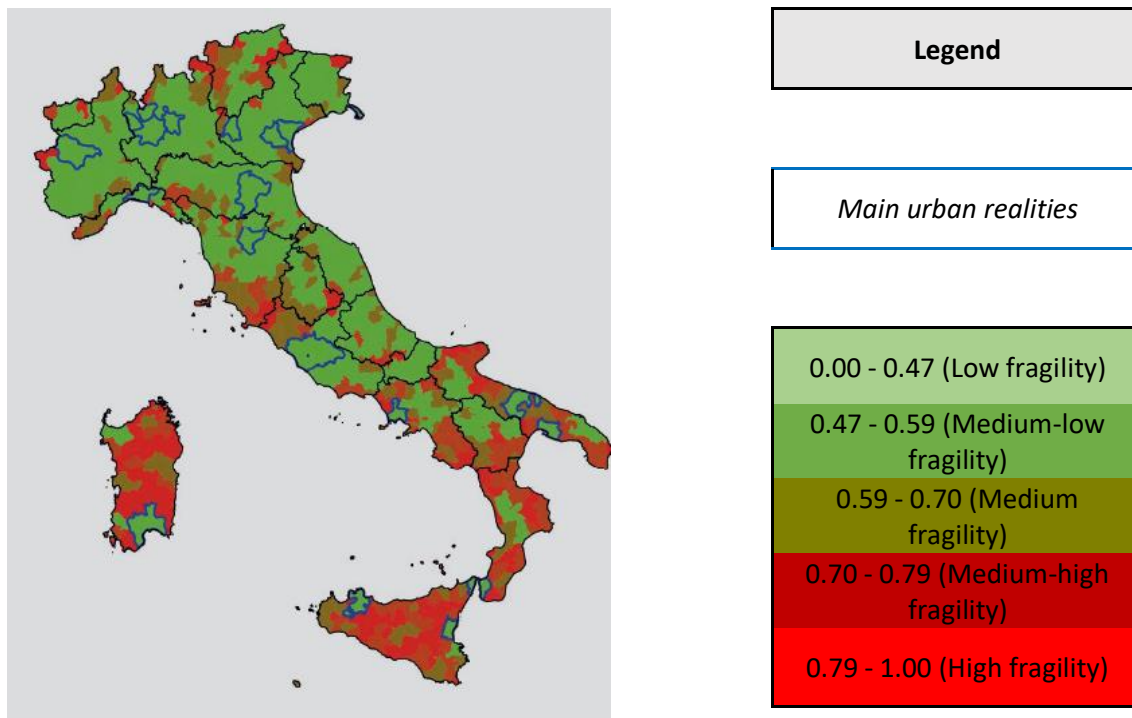 Legend
Main urban realities
0.00 - 0.47 (Low fragility)
0.47 - 0.59 (Medium-low
fragility)
0.59 - 0.70 (Medium
fragility)
0.70 - 0.79 (Medium-high
fragility)
0.79 - 1.00 (High fragility)